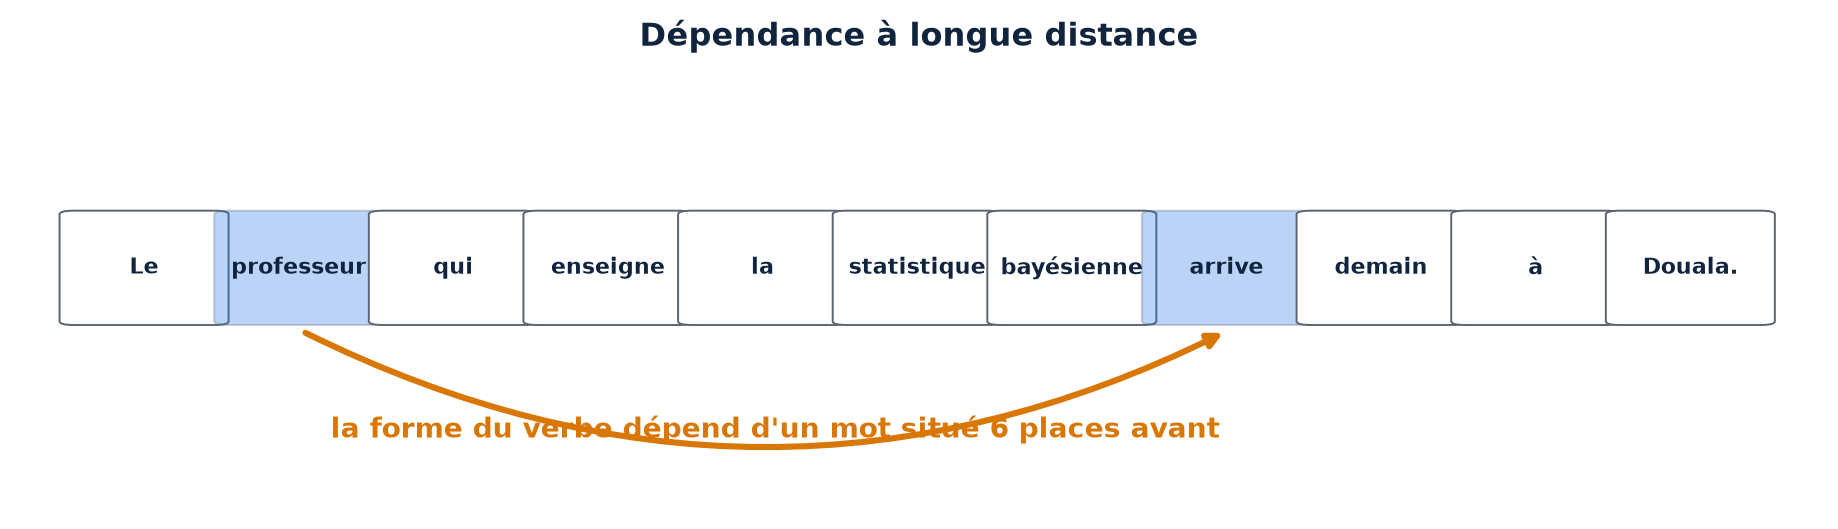 Dépendance à longue distance
Le professeur qui enseigne la statistique bayésienne arrive demain à Douala.
la forme du verbe dépend d'un mot situé 6 places avant